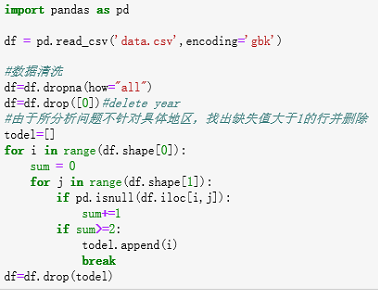 import pandas as pd
df = pd.read_csv('data.csv',encoding='gbk')
#数据清洗
df=df.dropna(how="all")
df=df.drop([0])#delete year
#由于所分析问题不针对具体地区，找出缺失值大于1的行并删除
todel=[]
for i in range(df.shape[0]):
    sum = 0
    for j in range(df.shape[1]):
        if pd.isnull(df.iloc[i,j]):
            sum+=1
        if sum>=2:
            todel.append(i)
            break
df=df.drop(todel)